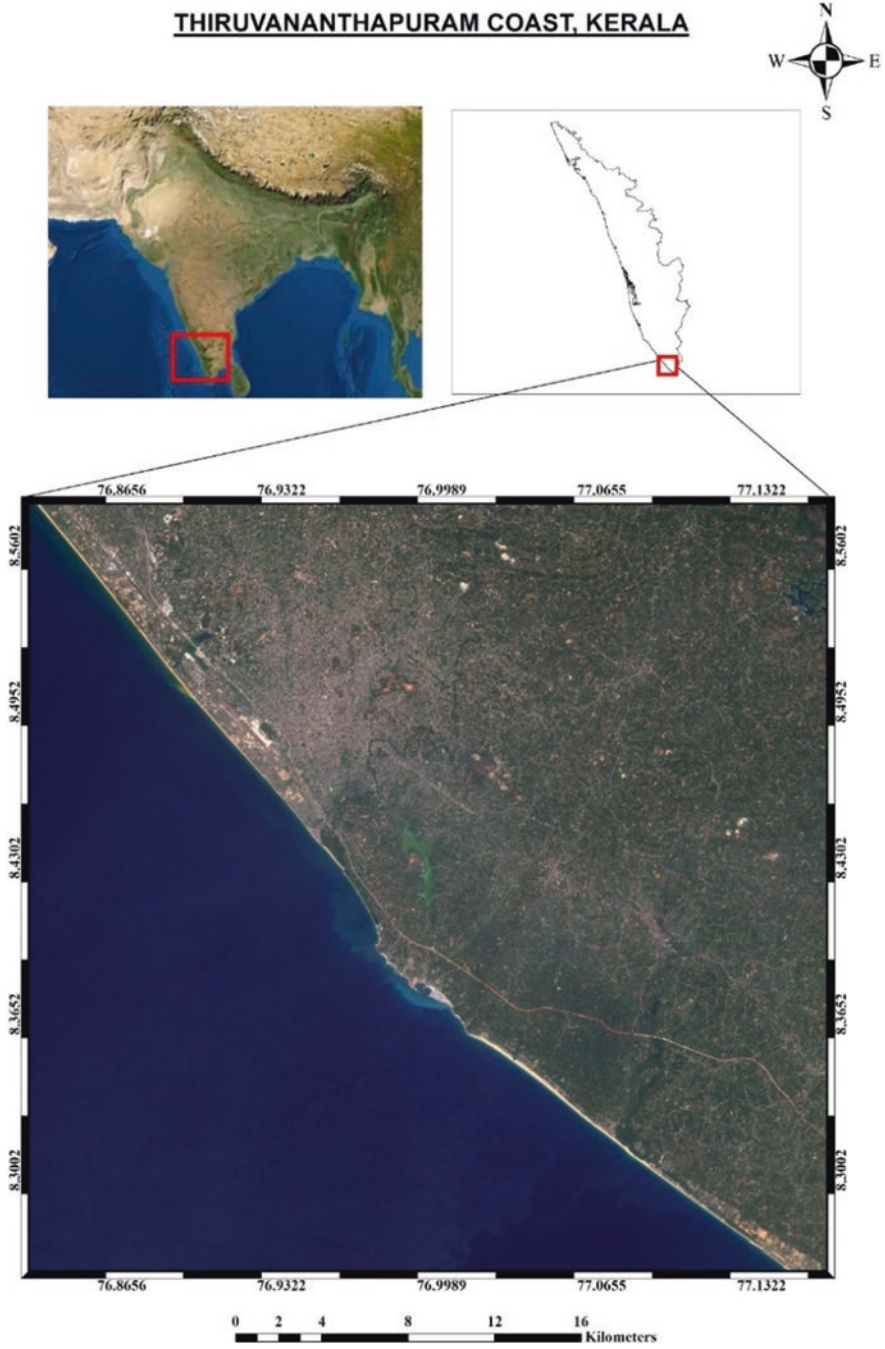 THIRUVANANTHAPURAM COAST, KERALA
N
W E
S
76.8656 76.9322 76.9989 77.0655 77.1322
8.5602 8.5602
8.4952 8.4952
8.4302 8.4302
8.3652 8.3652
8.3002 8.3002
76.8656 76.9322 76.9989 77.0655 77.1322
0 2 4 8 12 16
Kilometers